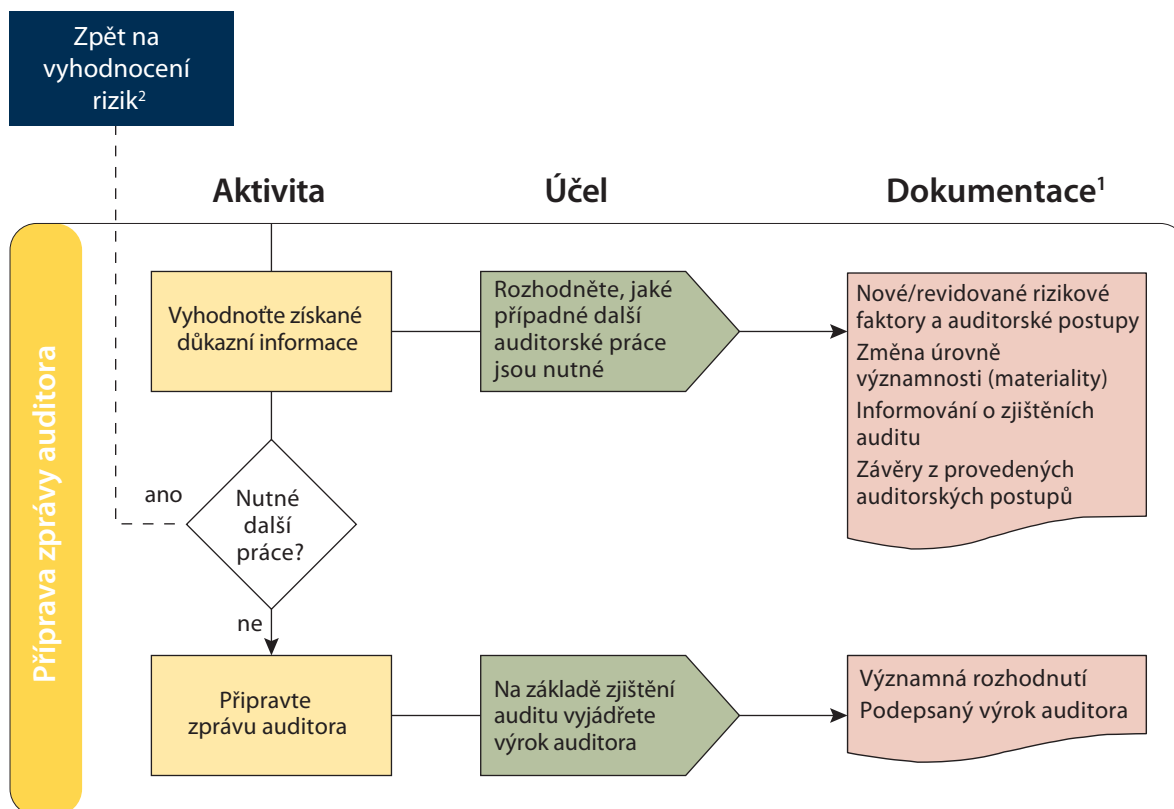 Zpět na
vyhodnocení
rizik²
Aktivita
Účel
Dokumentace¹
Příprava zprávy auditora
Vyhodnoťte získané
důkazní informace
Rozhodněte, jaké
případné další
auditorské práce
jsou nutné
Nové/revidované rizikové
faktory a auditorské postupy
Změna úrovně
významnosti (materiality)
Informování o zjištěních
auditu
Závěry z provedených
auditorských postupů
ano
Nutné
další
práce?
ne
Připravte
zprávu auditora
Na základě zjištění
auditu vyjádřete
výrok auditora
Významná rozhodnutí
Podepsaný výrok auditora